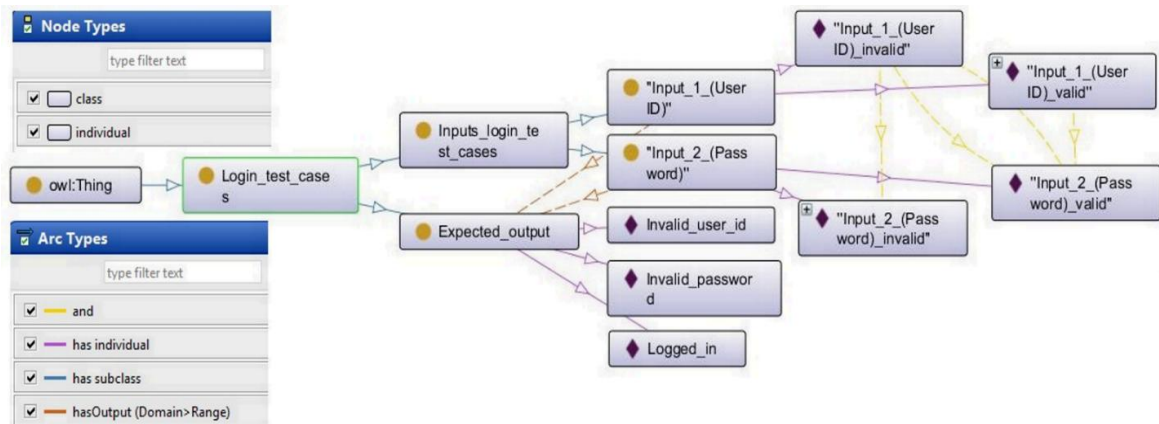 Node Types
type filter text
class
individual
owl:Thing
Login_test_case
s
Inputs_login_te
st_cases
Expected_output
"Input_1_(User
ID)"
"Input_2_(Pass
word)"
Invalid_user_id
Invalid_passwor
d
Logged_in
"Input_1_(User
ID)_invalid"
"Input_1_(User
ID)_valid"
"Input_2_(Pass
word)_valid"
"Input_2_(Pass
word)_invalid"
Arc Types
type filter text
and
has individual
has subclass
hasOutput (Domain>Range)